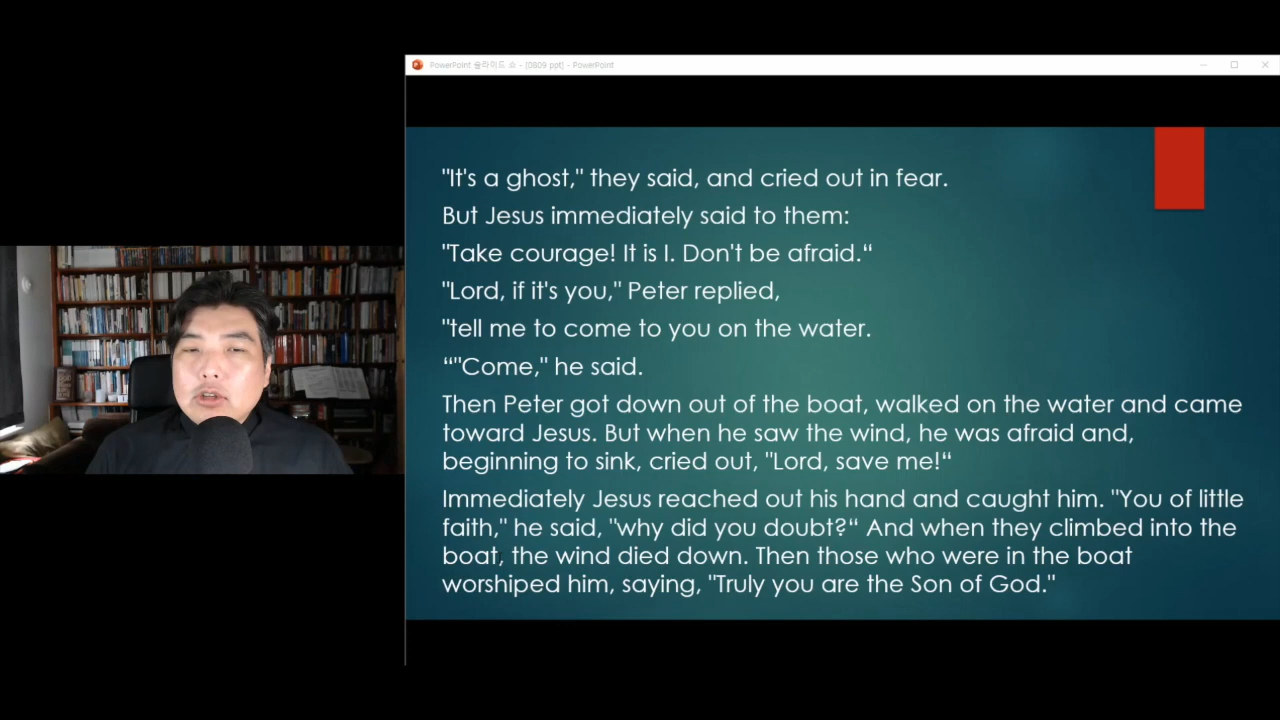 PowerPoint 슬라이드 쇼 - [0809 ppt] - PowerPoint
"It's a ghost," they said, and cried out in fear.
But Jesus immediately said to them:
"Take courage! It is I. Don't be afraid.“
"Lord, if it's you," Peter replied,
"tell me to come to you on the water.
“"Come," he said.
Then Peter got down out of the boat, walked on the water and came
toward Jesus. But when he saw the wind, he was afraid and,
beginning to sink, cried out, "Lord, save me!“
Immediately Jesus reached out his hand and caught him. "You of little
faith," he said, "why did you doubt?“ And when they climbed into the
boat, the wind died down. Then those who were in the boat
worshiped him, saying, "Truly you are the Son of God."